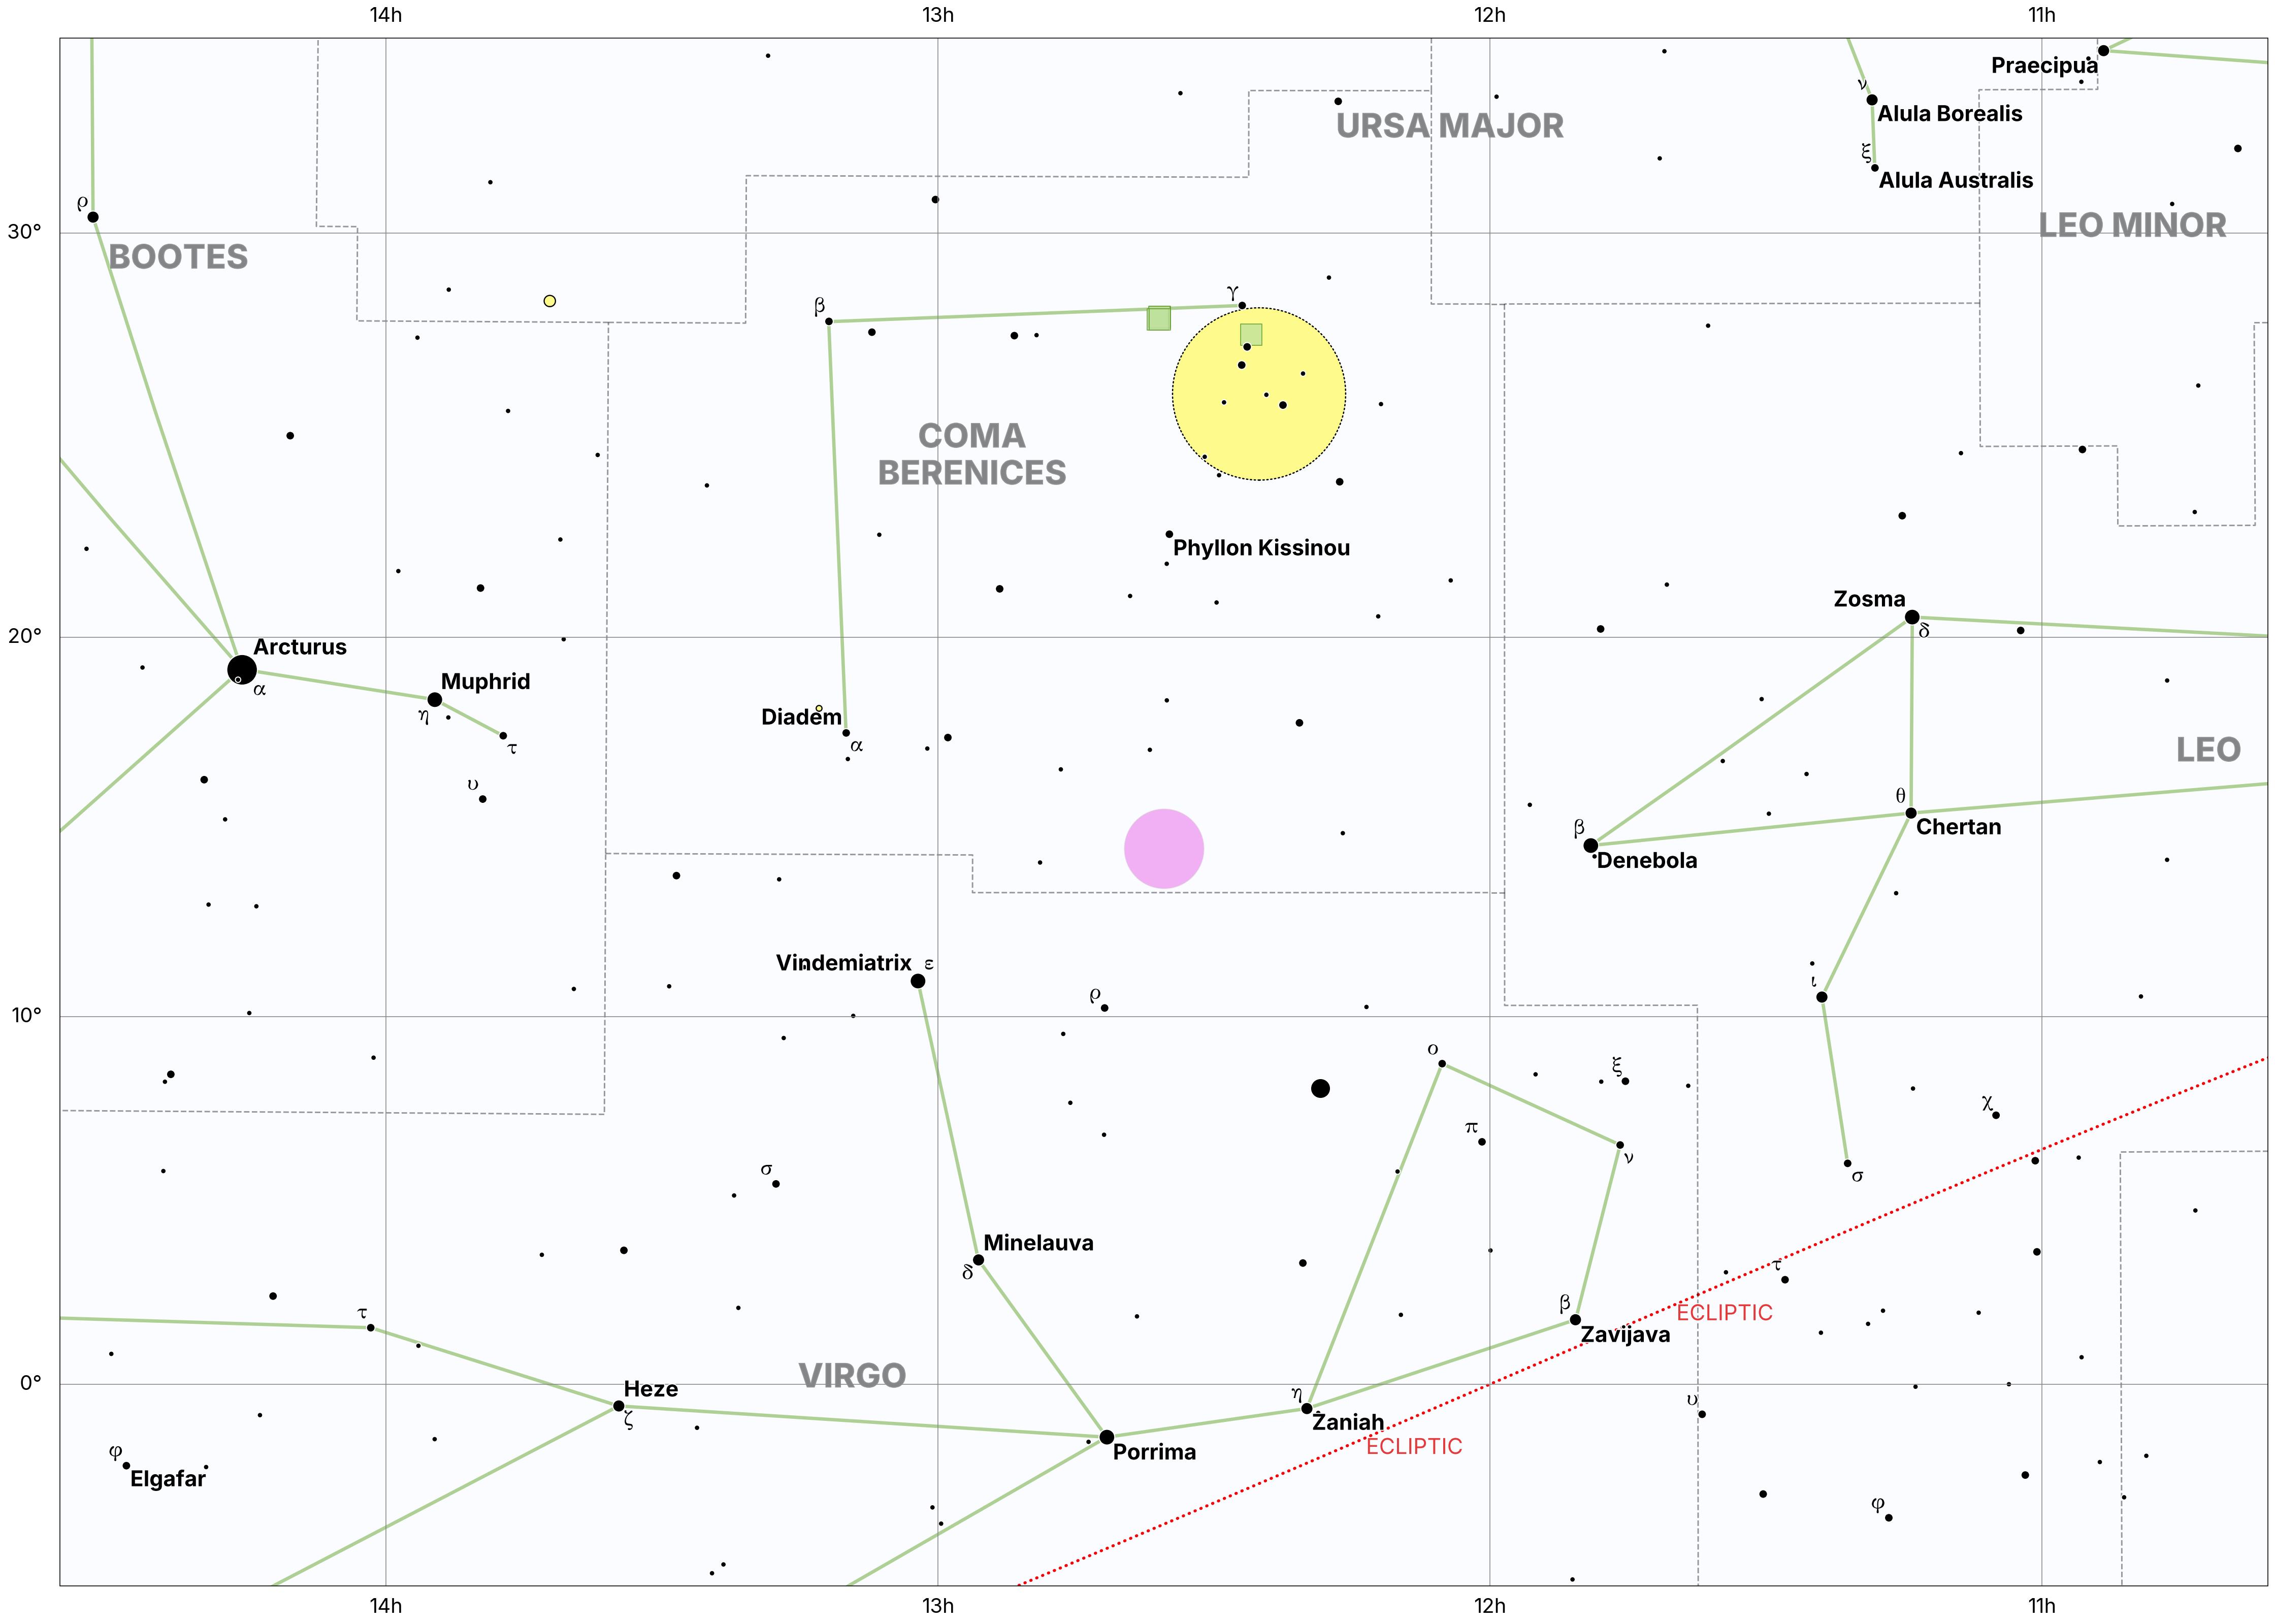 14h 13h 12h 11h
Praecipua
ν
Alula Borealis
URSA MAJOR
ξ
Alula Australis
ρ
LEO MINOR
30°
BOOTES
γ
β
COMA
BERENICES
Phyllon Kissinou
Zosma
δ
20°
Arcturus
α
Muphrid
η
τ
Diadem
α
LEO
υ
θ
Chertan
β
Denebola
Vindemiatrix ε
ι
ρ
10°
ο
ξ
χ
π
ν
σ
σ
Minelauva
δ
τ
β
ECLIPTIC
τ
Zavijava
VIRGO
0°
Heze
ζ
η
Zaniah
υ
ECLIPTIC
Porrima
φ
Elgafar
φ
14h 13h 12h 11h